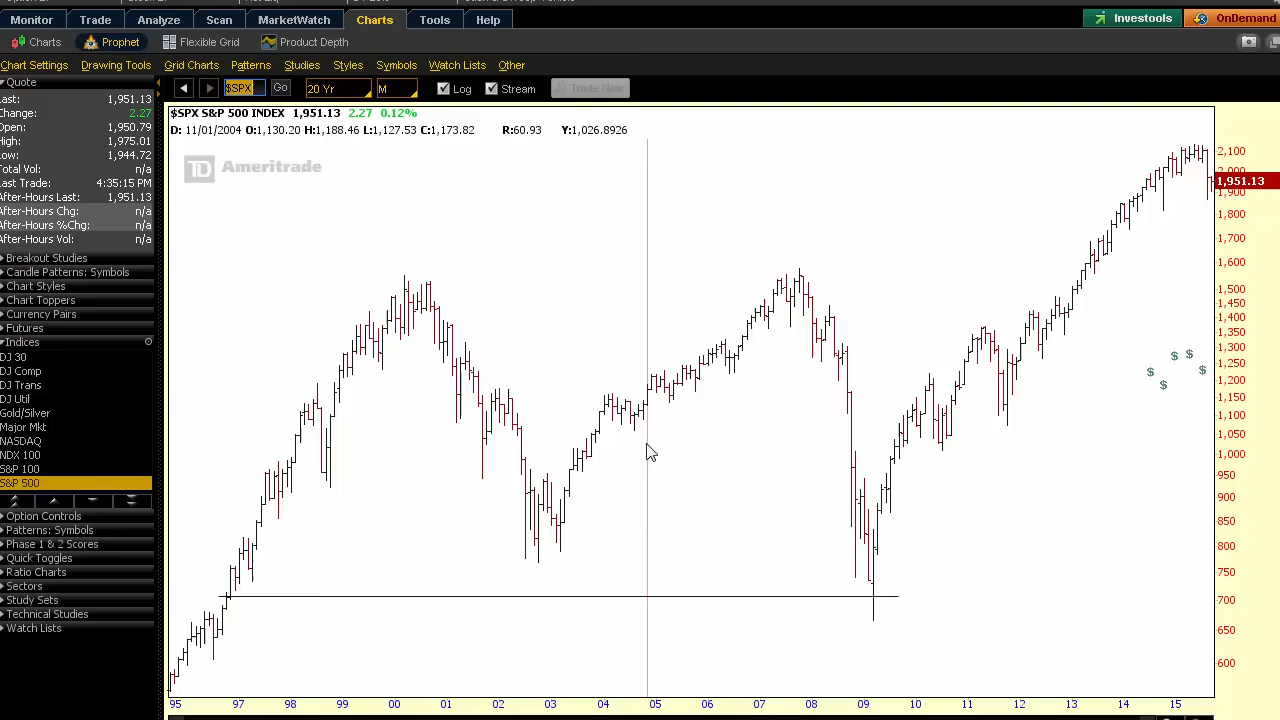 Monitor Trade Analyze Scan MarketWatch Charts Tools Help Investools OnDemand
Charts Prophet Flexible Grid Product Depth
Chart Settings Drawing Tools Grid Charts Patterns Studies Styles Symbols Watch Lists Other
Quote
$SPX Go 20 Yr M Log Stream Trade Now
Last: 1,951.13
Change: 2.27
Open: 1,950.79
High: 1,975.01
Low: 1,944.72
Total Vol: n/a
Last Trade: 4:35:15 PM
After-Hours Last: 1,951.13
After-Hours Chg: n/a
After-Hours %Chg: n/a
After-Hours Vol: n/a
Breakout Studies
Candle Patterns: Symbols
Chart Styles
Chart Toppers
Currency Pairs
Futures
Indices
DJ 30
DJ Comp
DJ Trans
DJ Util
Gold/Silver
Major Mkt
NASDAQ
NDX 100
S&P 100
S&P 500
Option Controls
Patterns: Symbols
Phase 1 & 2 Scores
Quick Toggles
Ratio Charts
Sectors
Study Sets
Technical Studies
Watch Lists
$SPX S&P 500 INDEX 1,951.13 2.27 0.12%
D: 11/01/2004 O:1,130.20 H:1,188.46 L:1,127.53 C:1,173.82 R:60.93 Y:1,026.8926
TD Ameritrade
2,100
2,000
1,951.13
1,900
1,800
1,700
1,600
1,500
1,450
1,400
1,350
1,300
1,250
1,200
1,150
1,100
1,050
1,000
950
900
850
800
750
700
650
600
$ $ $ $ $
95 97 98 99 00 01 02 03 04 05 06 07 08 09 10 11 12 13 14 15